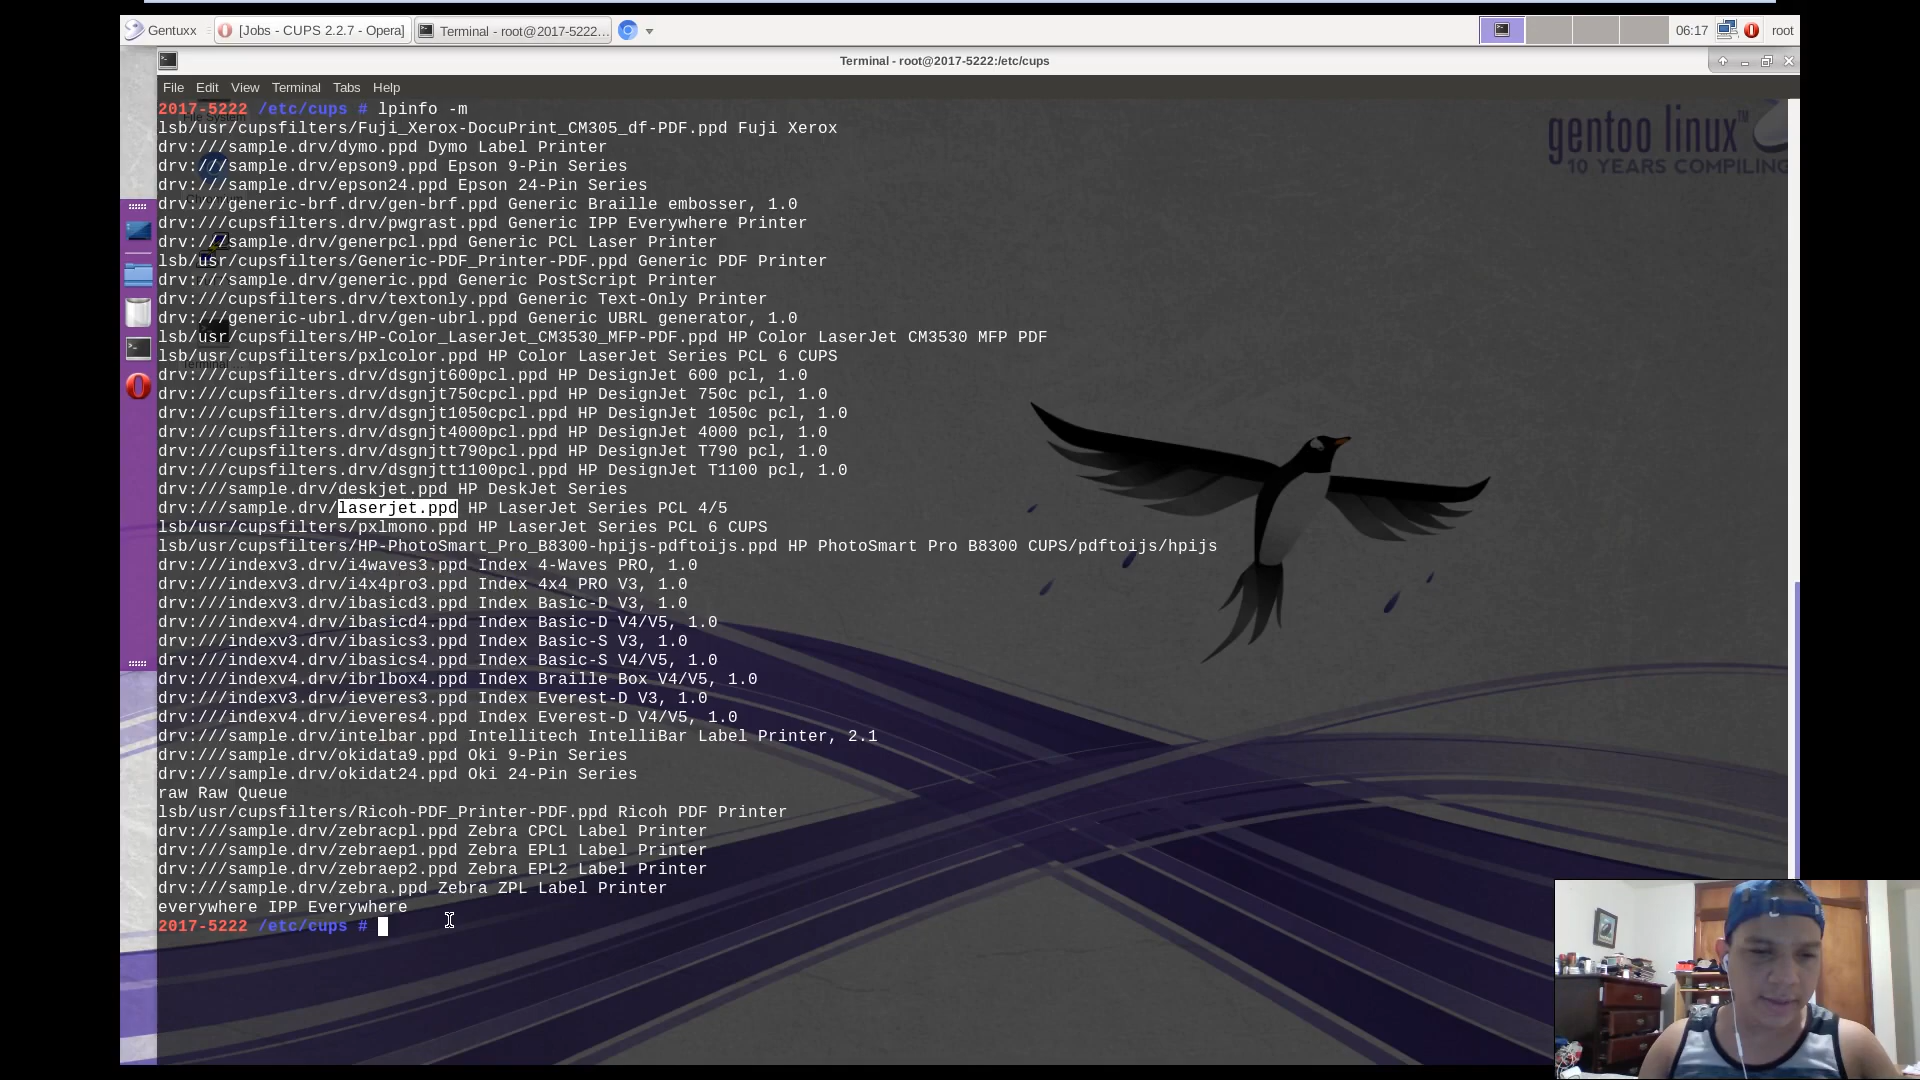 Gentuxx
[Jobs - CUPS 2.2.7 - Opera]
Terminal - root@2017-5222...
06:17
root
Terminal - root@2017-5222:/etc/cups
File Edit View Terminal Tabs Help
2017-5222 /etc/cups # lpinfo -m
lsb/usr/cupsfilters/Fuji_Xerox-DocuPrint_CM305_df-PDF.ppd Fuji Xerox
drv:///sample.drv/dymo.ppd Dymo Label Printer
drv:///sample.drv/epson9.ppd Epson 9-Pin Series
drv:///sample.drv/epson24.ppd Epson 24-Pin Series
drv:///generic-brf.drv/gen-brf.ppd Generic Braille embosser, 1.0
drv:///cupsfilters.drv/pwgrast.ppd Generic IPP Everywhere Printer
drv:///sample.drv/generpcl.ppd Generic PCL Laser Printer
lsb/usr/cupsfilters/Generic-PDF_Printer-PDF.ppd Generic PDF Printer
drv:///sample.drv/generic.ppd Generic PostScript Printer
drv:///cupsfilters.drv/textonly.ppd Generic Text-Only Printer
drv:///generic-ubrl.drv/gen-ubrl.ppd Generic UBRL generator, 1.0
lsb/usr/cupsfilters/HP-Color_LaserJet_CM3530_MFP-PDF.ppd HP Color LaserJet CM3530 MFP PDF
lsb/usr/cupsfilters/pxlcolor.ppd HP Color LaserJet Series PCL 6 CUPS
drv:///cupsfilters.drv/dsgnjt600pcl.ppd HP DesignJet 600 pcl, 1.0
drv:///cupsfilters.drv/dsgnjt750cpcl.ppd HP DesignJet 750c pcl, 1.0
drv:///cupsfilters.drv/dsgnjt1050cpcl.ppd HP DesignJet 1050c pcl, 1.0
drv:///cupsfilters.drv/dsgnjt4000pcl.ppd HP DesignJet 4000 pcl, 1.0
drv:///cupsfilters.drv/dsgnjtt790pcl.ppd HP DesignJet T790 pcl, 1.0
drv:///cupsfilters.drv/dsgnjtt1100pcl.ppd HP DesignJet T1100 pcl, 1.0
drv:///sample.drv/deskjet.ppd HP DeskJet Series
drv:///sample.drv/laserjet.ppd HP LaserJet Series PCL 4/5
lsb/usr/cupsfilters/pxlmono.ppd HP LaserJet Series PCL 6 CUPS
lsb/usr/cupsfilters/HP-PhotoSmart_Pro_B8300-hpijs-pdftoijs.ppd HP PhotoSmart Pro B8300 CUPS/pdftoijs/hpijs
drv:///indexv3.drv/i4waves3.ppd Index 4-Waves PRO, 1.0
drv:///indexv3.drv/i4x4pro3.ppd Index 4x4 PRO V3, 1.0
drv:///indexv3.drv/ibasicd3.ppd Index Basic-D V3, 1.0
drv:///indexv4.drv/ibasicd4.ppd Index Basic-D V4/V5, 1.0
drv:///indexv3.drv/ibasics3.ppd Index Basic-S V3, 1.0
drv:///indexv4.drv/ibasics4.ppd Index Basic-S V4/V5, 1.0
drv:///indexv4.drv/ibrlbox4.ppd Index Braille Box V4/V5, 1.0
drv:///indexv3.drv/ieveres3.ppd Index Everest-D V3, 1.0
drv:///indexv4.drv/ieveres4.ppd Index Everest-D V4/V5, 1.0
drv:///sample.drv/intelbar.ppd Intellitech IntelliBar Label Printer, 2.1
drv:///sample.drv/okidata9.ppd Oki 9-Pin Series
drv:///sample.drv/okidat24.ppd Oki 24-Pin Series
raw Raw Queue
lsb/usr/cupsfilters/Ricoh-PDF_Printer-PDF.ppd Ricoh PDF Printer
drv:///sample.drv/zebracpl.ppd Zebra CPCL Label Printer
drv:///sample.drv/zebraep1.ppd Zebra EPL1 Label Printer
drv:///sample.drv/zebraep2.ppd Zebra EPL2 Label Printer
drv:///sample.drv/zebra.ppd Zebra ZPL Label Printer
everywhere IPP Everywhere
2017-5222 /etc/cups #
gentoo linux™
10 YEARS COMPILING